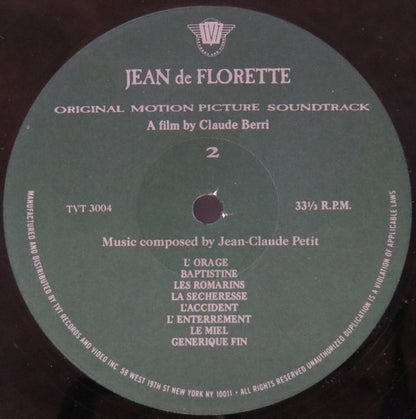 TVT
JEAN de FLORETTE
ORIGINAL MOTION PICTURE SOUNDTRACK
A film by Claude Berri
2
TVT 3004
33⅓ R.P.M.
Music composed by Jean-Claude Petit
L' ORAGE
BAPTISTINE
LES ROMARINS
LA SECHERESSE
L'ACCIDENT
L' ENTERREMENT
LE MIEL
GENERIQUE FIN
MANUFACTURED AND DISTRIBUTED BY TVT RECORDS AND VIDEO INC. 59 WEST 19TH ST NEW YORK NY 10011 • ALL RIGHTS RESERVED UNAUTHORIZED DUPLICATION IS A VIOLATION OF APPLICABLE LAWS